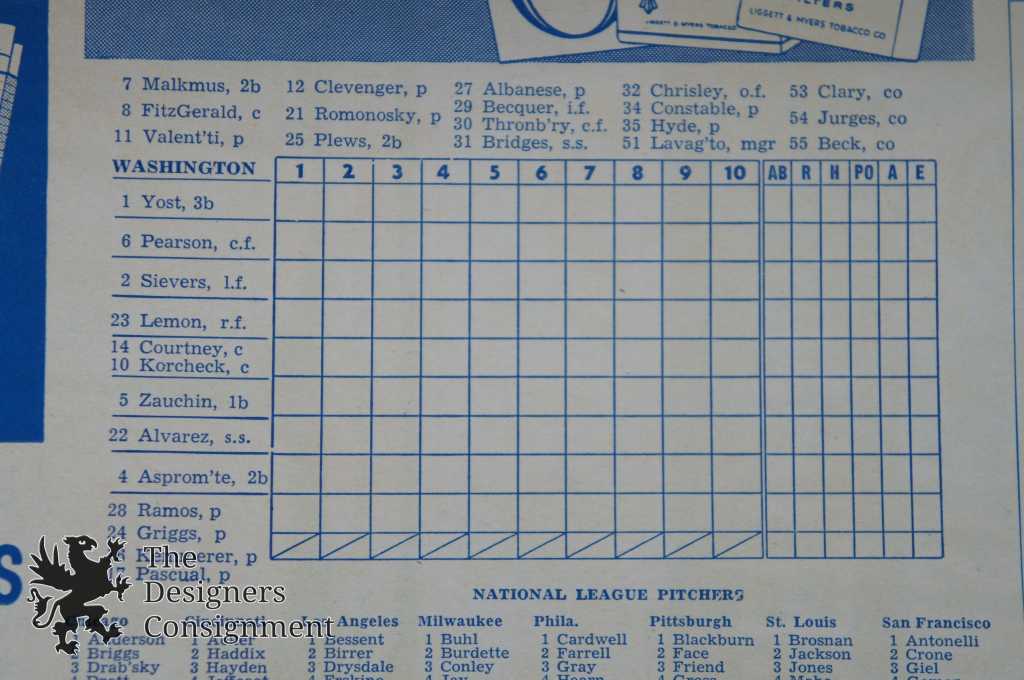 LIGGETT & MYERS TOBACCO
LIGGETT & MYERS TOBACCO CO
7 Malkmus, 2b 12 Clevenger, p 27 Albanese, p 32 Chrisley, o.f. 53 Clary, co
8 FitzGerald, c 21 Romonosky, p 29 Becquer, i.f. 34 Constable, p 54 Jurges, co
30 Thronb'ry, c.f. 35 Hyde, p
11 Valent'ti, p 25 Plews, 2b 31 Bridges, s.s. 51 Lavag'to, mgr 55 Beck, co
WASHINGTON 1 2 3 4 5 6 7 8 9 10 AB R H PO A E
1 Yost, 3b
6 Pearson, c.f.
2 Sievers, l.f.
23 Lemon, r.f.
14 Courtney, c
10 Korcheck, c
5 Zauchin, 1b
22 Alvarez, s.s.
4 Asprom'te, 2b
28 Ramos, p
24 Griggs, p
p
17 Pascual, p
The
Designers
Consignment
NATIONAL LEAGUE PITCHERS
Angeles Milwaukee Phila. Pittsburgh St. Louis San Francisco
1 Anderson 1 Bessent 1 Buhl 1 Cardwell 1 Blackburn 1 Brosnan 1 Antonelli
2 Briggs 2 Haddix 2 Birrer 2 Burdette 2 Farrell 2 Face 2 Jackson 2 Crone
3 Drab'sky 3 Hayden 3 Drysdale 3 Conley 3 Gray 3 Friend 3 Jones 3 Giel